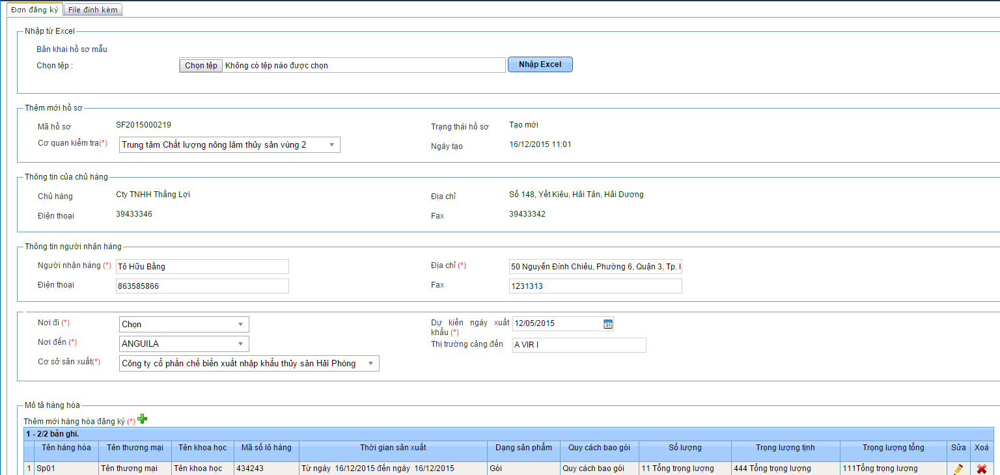 Đơn đăng ký File đính kèm
Nhập từ Excel
Bản khai hồ sơ mẫu
Chọn tệp : Chọn tệp Không có tệp nào được chọn Nhập Excel
Thêm mới hồ sơ
Mã hồ sơ SF2015000219 Trạng thái hồ sơ Tạo mới
Cơ quan kiểm tra(*) Trung tâm Chất lượng nông lâm thủy sản vùng 2 Ngày tạo 16/12/2015 11:01
Thông tin của chủ hàng
Chủ hàng Cty TNHH Thắng Lợi Địa chỉ Số 148, Yết Kiêu, Hải Tân, Hải Dương
Điện thoại 39433346 Fax 39433342
Thông tin người nhận hàng
Người nhận hàng (*) Tô Hữu Bằng Địa chỉ (*) 50 Nguyễn Đình Chiểu, Phường 6, Quận 3, Tp.
Điện thoại 863585866 Fax 1231313
Nơi đi (*) Chọn Dự kiến ngày xuất 12/05/2015 31
khẩu (*)
Nơi đến (*) ANGUILA Thị trường cảng đến A VIR I
Cơ sở sản xuất(*) Công ty cổ phần chế biến xuất nhập khẩu thủy sản Hải Phòng
Mô tả hàng hóa
Thêm mới hàng hóa đăng ký (*)
1 - 2/2 bản ghi.
Tên hàng hóa Tên thương mại Tên khoa học Mã số lô hàng Thời gian sản xuất Dạng sản phẩm Quy cách bao gói Số lượng Trọng lượng tịnh Trọng lượng tổng Sửa Xoá
1 Sp01 Tên thương mại Tên khoa học 434243 Từ ngày 16/12/2015 đến ngày 16/12/2015 Gói Quy cách bao gói 11 Tổng trọng lượng 444 Tổng trọng lượng 111Tổng trọng lượng